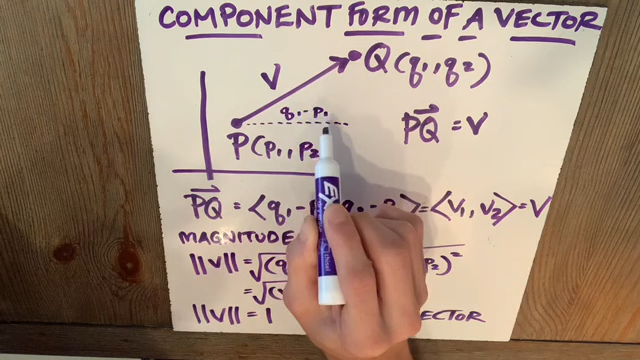 COMPONENT FORM OF A VECTOR
V
Q(q₁,q₂)
q₁-p₁
PQ⃗ = V
P(p₁, p₂
PQ⃗ = <q₁- = <v₁, v₂> = V
MAGNITUDE
||V|| = √(q p₂)²
= √(
||V|| = 1 VECTOR
EX